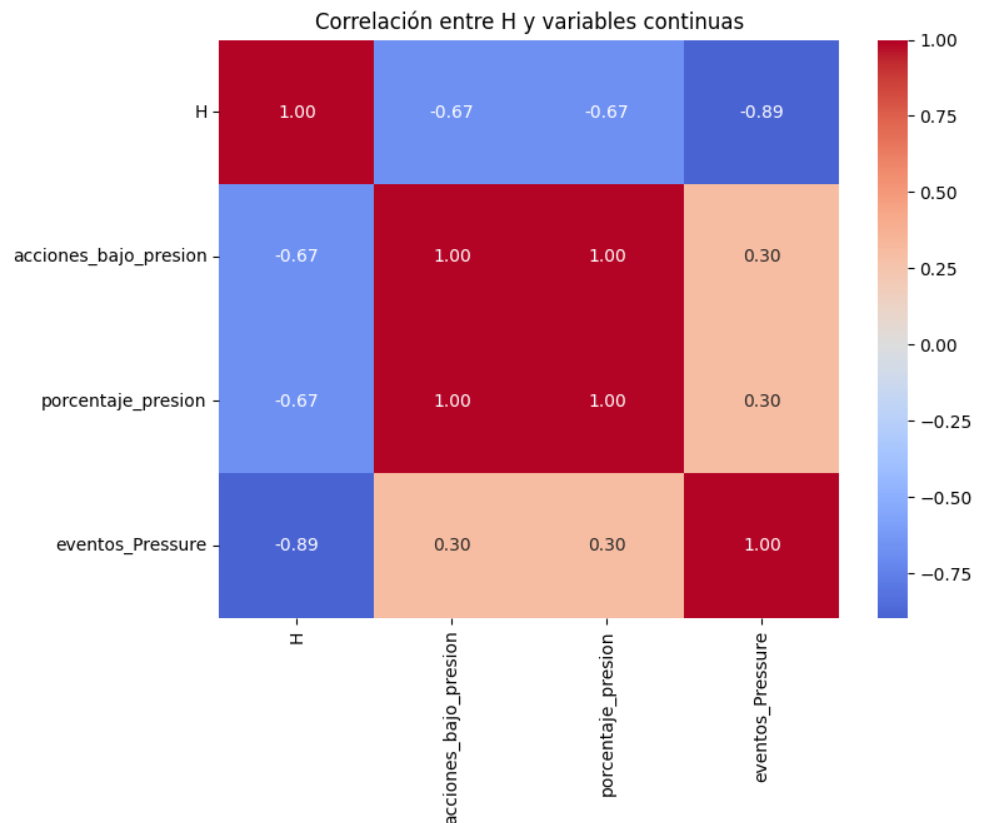 Correlación entre H y variables continuas
H
1.00
-0.67
-0.67
-0.89
acciones_bajo_presion
-0.67
1.00
1.00
0.30
porcentaje_presion
-0.67
1.00
1.00
0.30
eventos_Pressure
-0.89
0.30
0.30
1.00
H
acciones_bajo_presion
porcentaje_presion
eventos_Pressure
1.00
0.75
0.50
0.25
0.00
−0.25
−0.50
−0.75